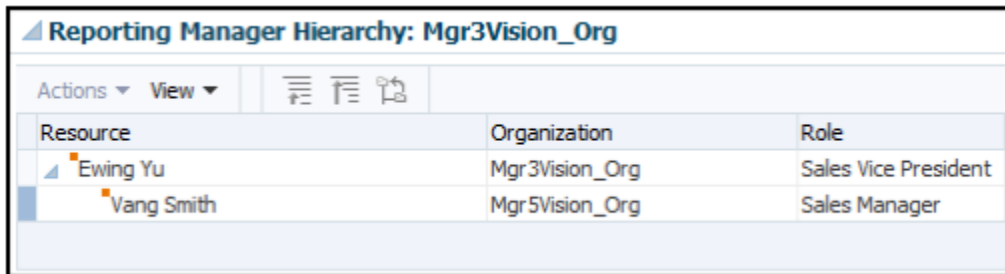 Reporting Manager Hierarchy: Mgr3Vision_Org
Actions View
Resource Organization Role
Ewing Yu Mgr3Vision_Org Sales Vice President
Vang Smith Mgr5Vision_Org Sales Manager